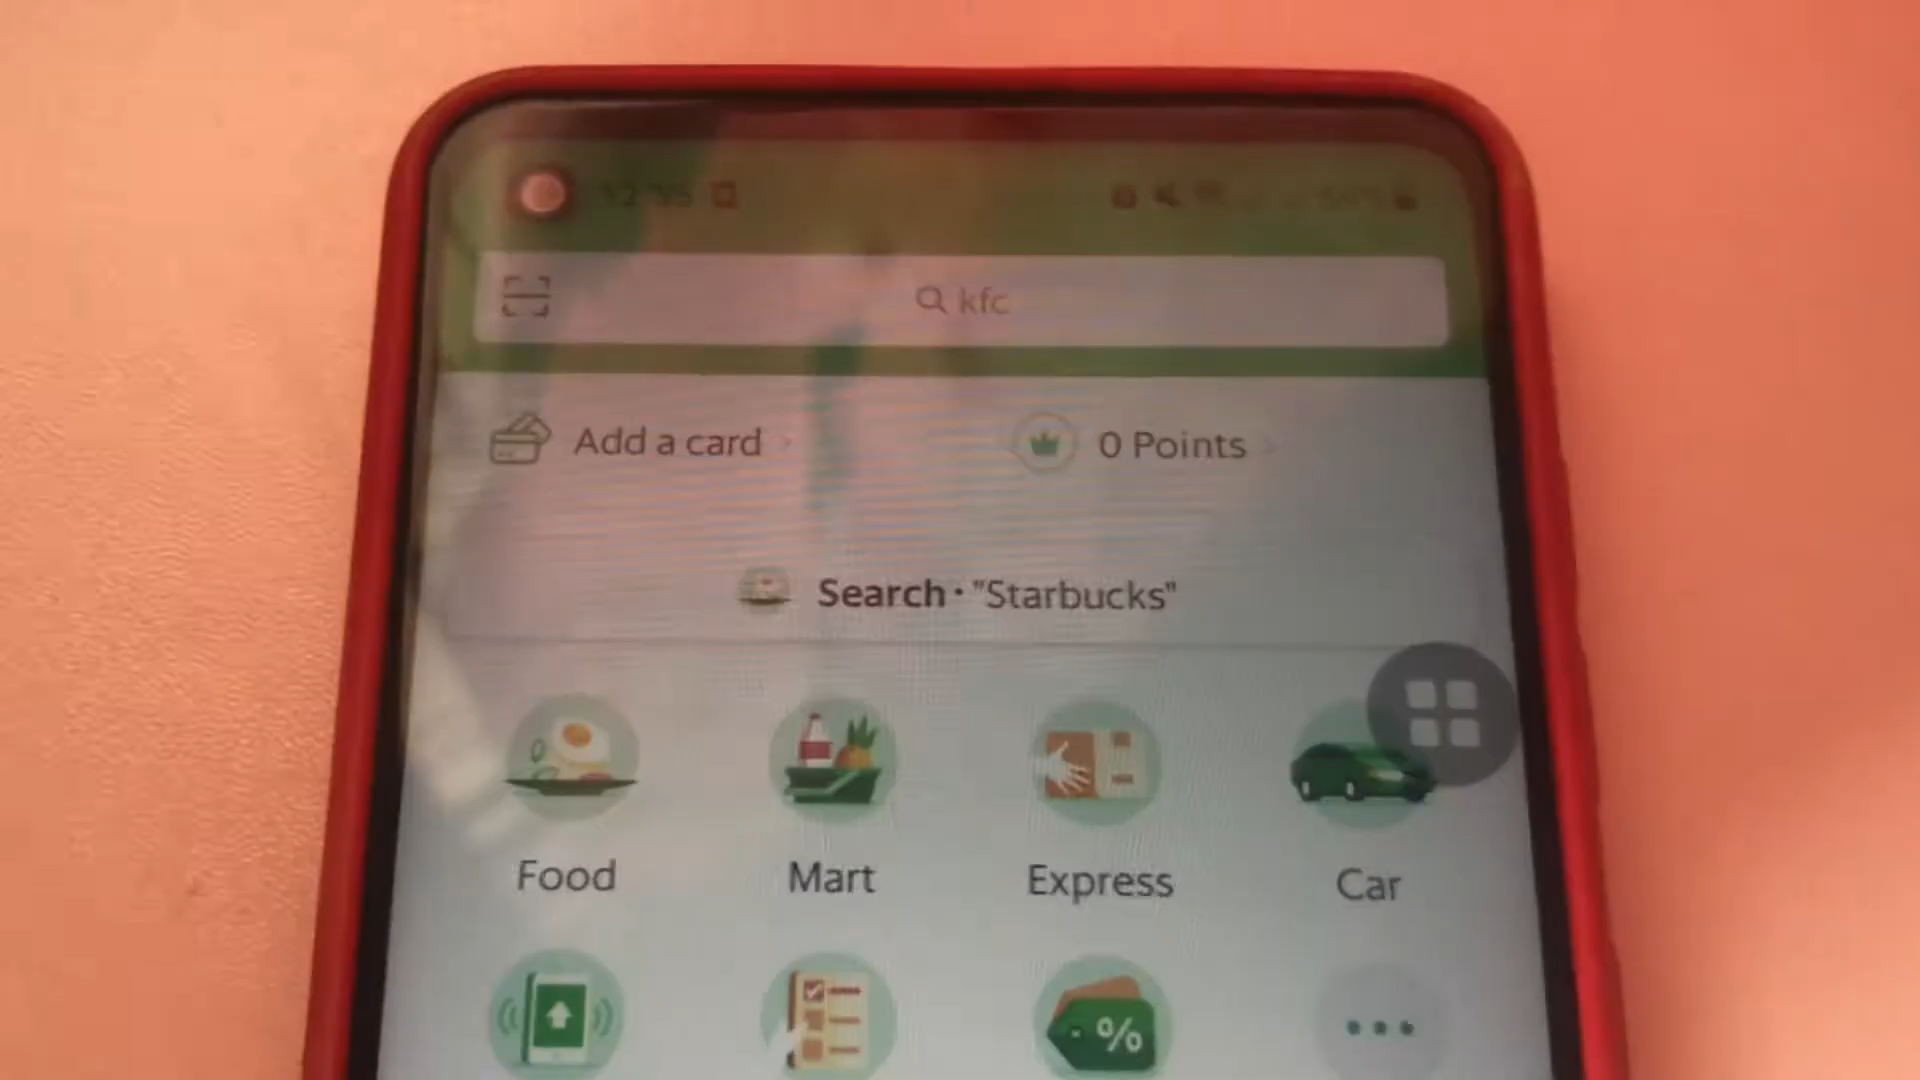 kfc
Add a card
0 Points
Search · "Starbucks"
Food
Mart
Express
Car
%